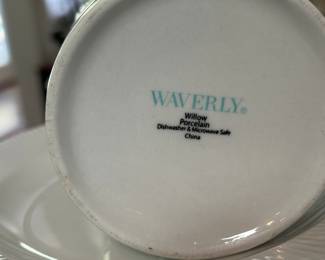 WAVERLY®
Willow
Porcelain
Dishwasher & Microwave Safe
China